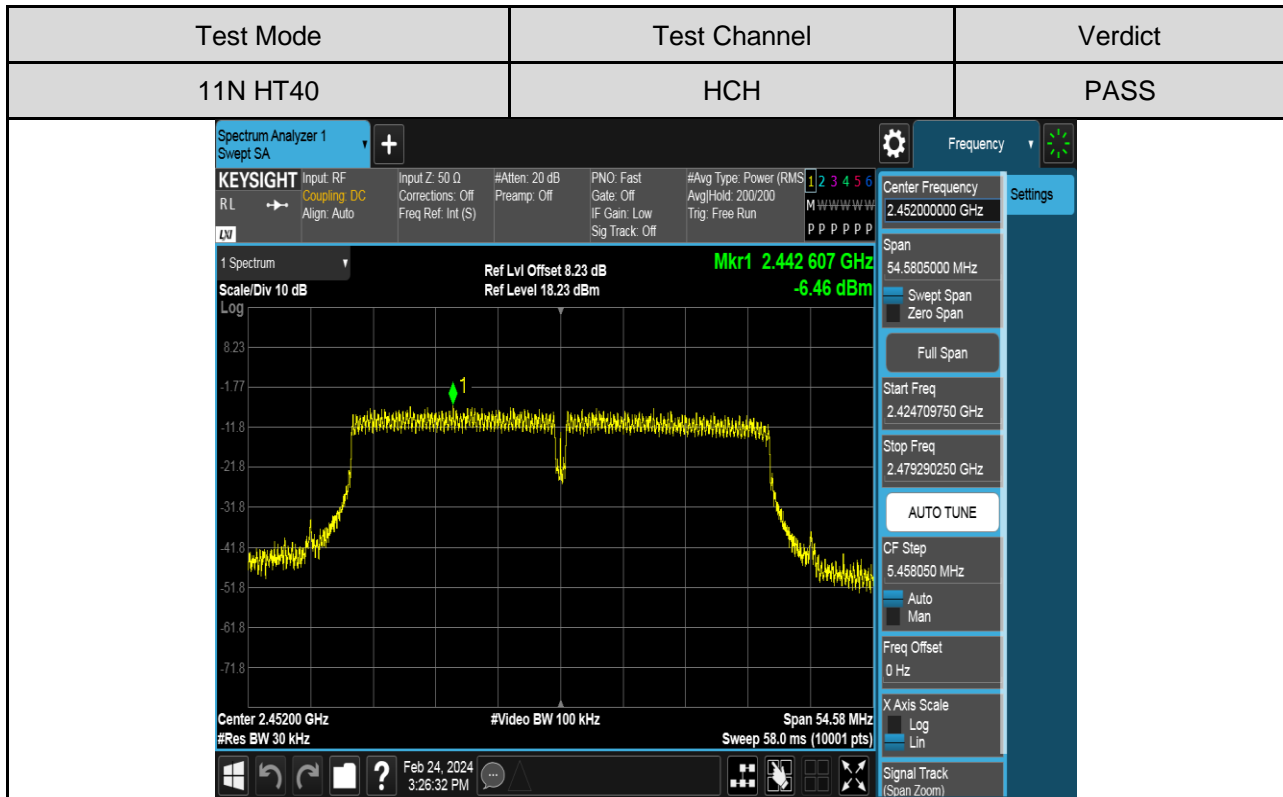 Test Mode Test Channel Verdict
11N HT40 HCH PASS
Spectrum Analyzer 1
Swept SA
+
Frequency
KEYSIGHT Input: RF Input Z: 50 Ω #Atten: 20 dB PNO: Fast #Avg Type: Power (RMS 1 2 3 4 5 6
RL Coupling: DC Corrections: Off Preamp: Off Gate: Off Avg|Hold: 200/200 M W W W W W
Align: Auto Freq Ref: Int (S) IF Gain: Low Trig: Free Run
LXI Sig Track: Off P P P P P P
1 Spectrum Ref Lvl Offset 8.23 dB Mkr1 2.442 607 GHz
Scale/Div 10 dB Ref Level 18.23 dBm -6.46 dBm
Log
8.23
-1.77
1
-11.8
-21.8
-31.8
-41.8
-51.8
-61.8
-71.8
Center 2.45200 GHz #Video BW 100 kHz Span 54.58 MHz
#Res BW 30 kHz Sweep 58.0 ms (10001 pts)
Center Frequency
2.452000000 GHz
Settings
Span
54.5805000 MHz
Swept Span
Zero Span
Full Span
Start Freq
2.424709750 GHz
Stop Freq
2.479290250 GHz
AUTO TUNE
CF Step
5.458050 MHz
Auto
Man
Freq Offset
0 Hz
X Axis Scale
Log
Lin
Signal Track
(Span Zoom)
? Feb 24, 2024
3:26:32 PM